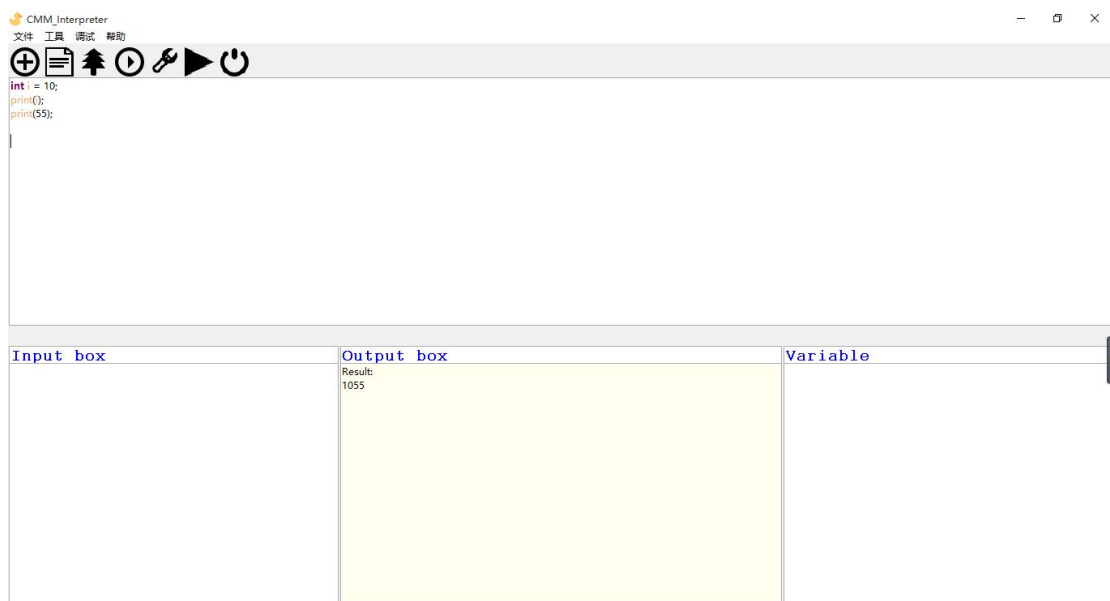 CMM_Interpreter
文件 工具 调试 帮助
int i = 10;
print(i);
print(55);
Input box
Output box
Variable
Result:
1055